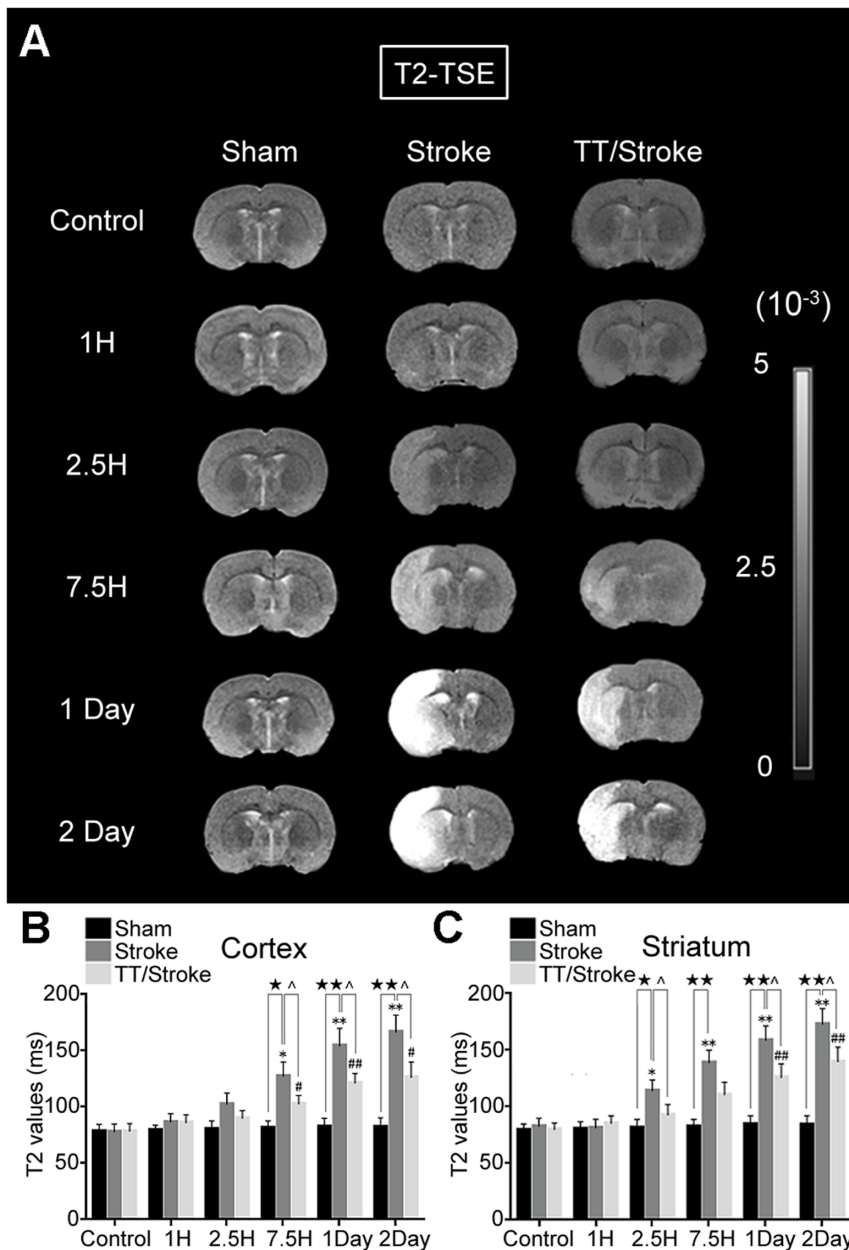 A
T2-TSE
Sham Stroke TT/Stroke
Control
1H
(10-3)
5
2.5H
7.5H
2.5
1 Day
0
2 Day
B
Sham
Stroke
TT/Stroke
Cortex
★ ^ ★★ ^ ★★ ^
** ** * ## # #
T2 values (ms)
200
150
100
50
0
Control 1H 2.5H 7.5H 1Day 2Day
C
Sham
Stroke
TT/Stroke
Striatum
★ ^ ★★ ★★ ^ ★★ ^
* ** ** ## ** ##
T2 values (ms)
200
150
100
50
0
Control 1H 2.5H 7.5H 1Day 2Day